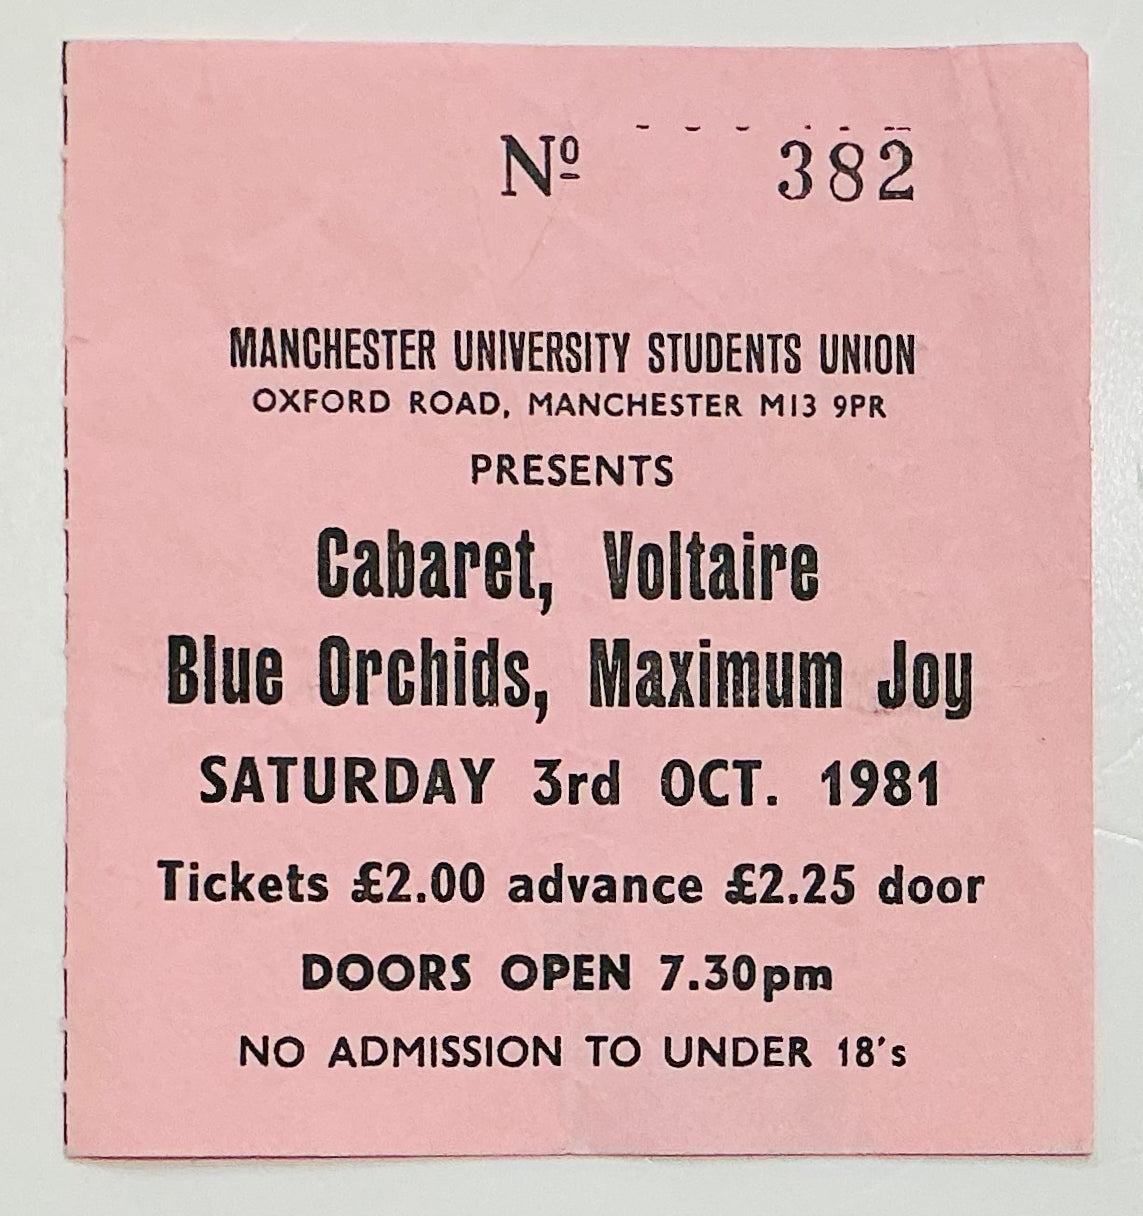 Nº 382
MANCHESTER UNIVERSITY STUDENTS UNION
OXFORD ROAD, MANCHESTER M13 9PR
PRESENTS
Cabaret, Voltaire
Blue Orchids, Maximum Joy
SATURDAY 3rd OCT. 1981
Tickets £2.00 advance £2.25 door
DOORS OPEN 7.30pm
NO ADMISSION TO UNDER 18's